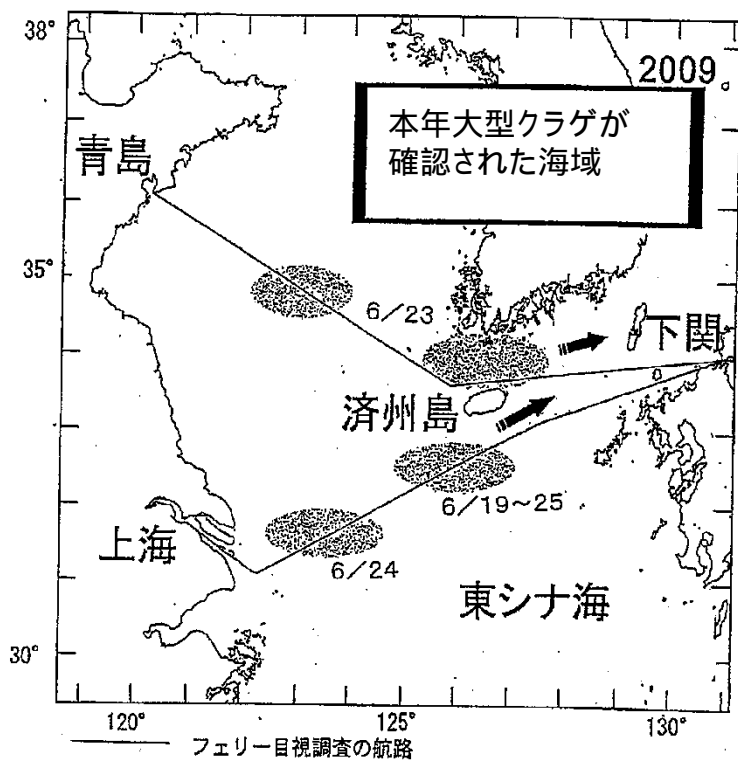 38°
2009.
本年大型クラゲが
確認された海域
青島
35°
6/23
下関
済州島
6/19~25
上海
6/24
東シナ海
30°
120°
125°
130°
フェリー目視調査の航路